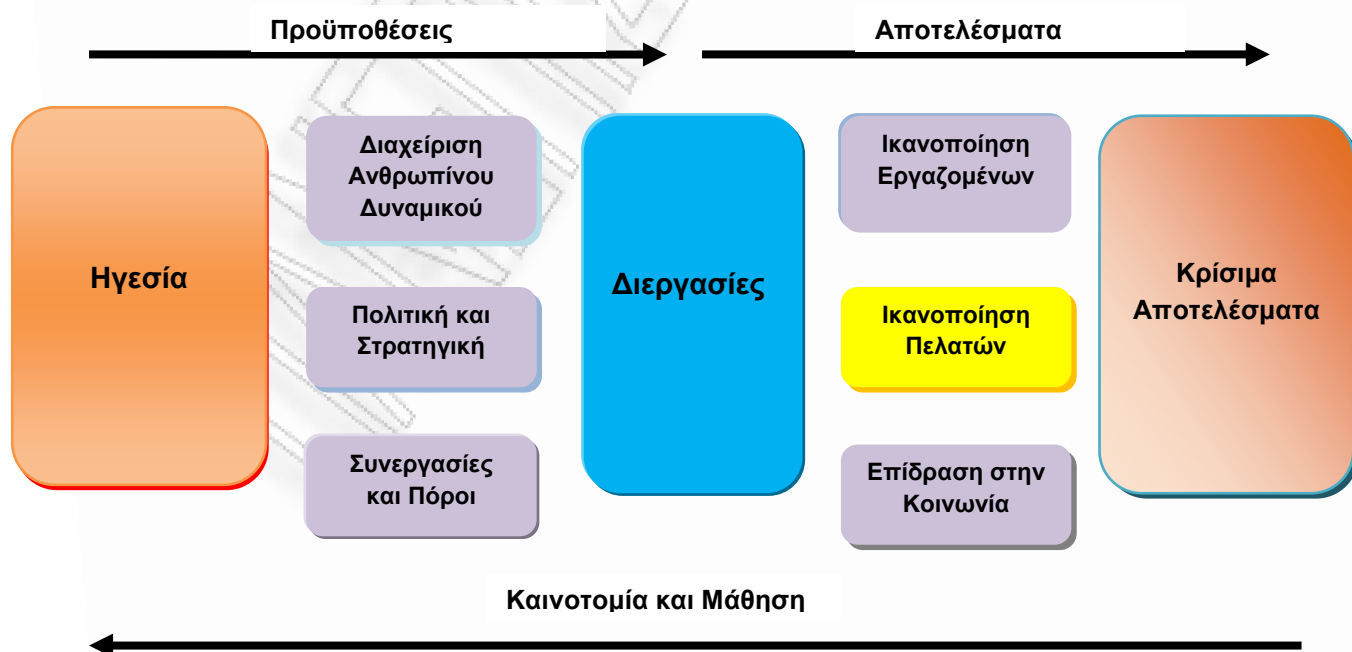 Προϋποθέσεις
Αποτελέσματα
Ηγεσία
Διαχείριση
Ανθρωπίνου
Δυναμικού
Πολιτική και
Στρατηγική
Συνεργασίες
και Πόροι
Διεργασίες
Ικανοποίηση
Εργαζομένων
Ικανοποίηση
Πελατών
Επίδραση στην
Κοινωνία
Κρίσιμα
Αποτελέσματα
Καινοτομία και Μάθηση